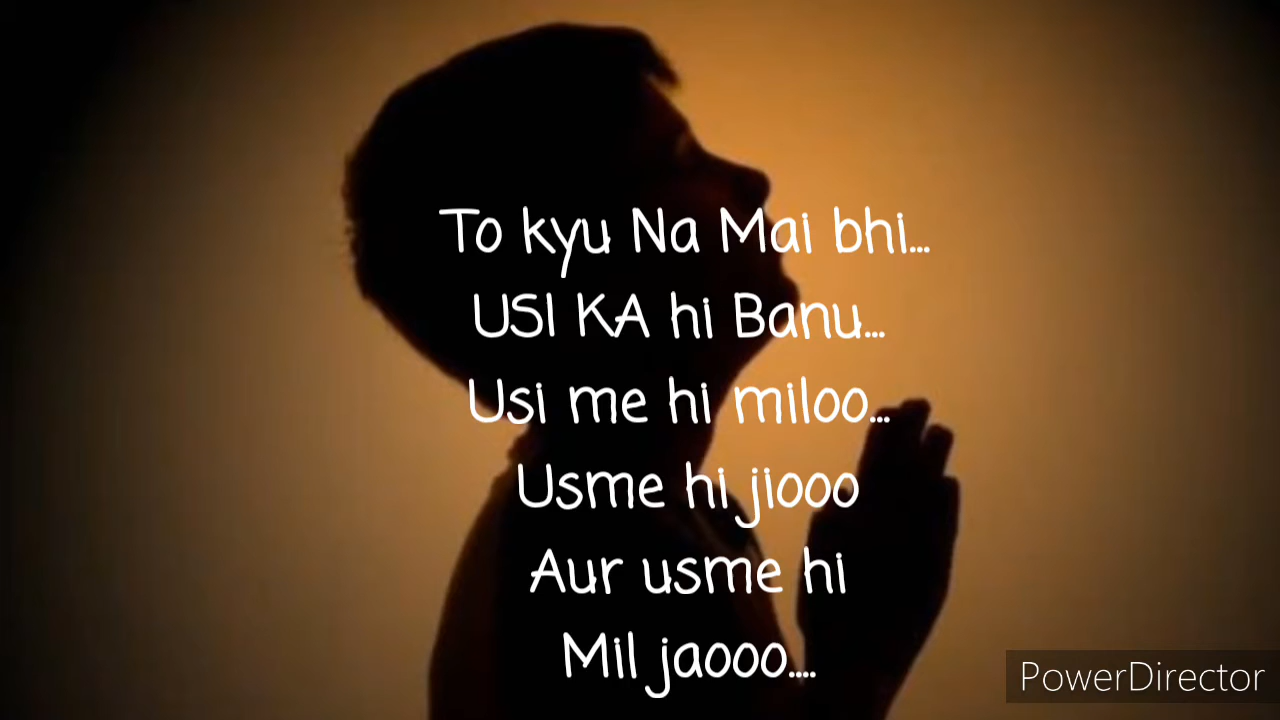 To kyu Na Mai bhi...
USI KA hi Banu...
Usi me hi miloo...
Usme hi jiooo
Aur usme hi
Mil jaooo....
PowerDirector